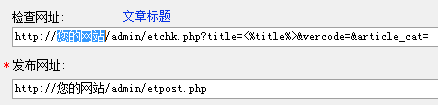 检查网址: 文章标题
http://您的网站/admin/etchk.php?title=<%title%>&vercode=&article_cat=
* 发布网址:
http://您的网站/admin/etpost.php